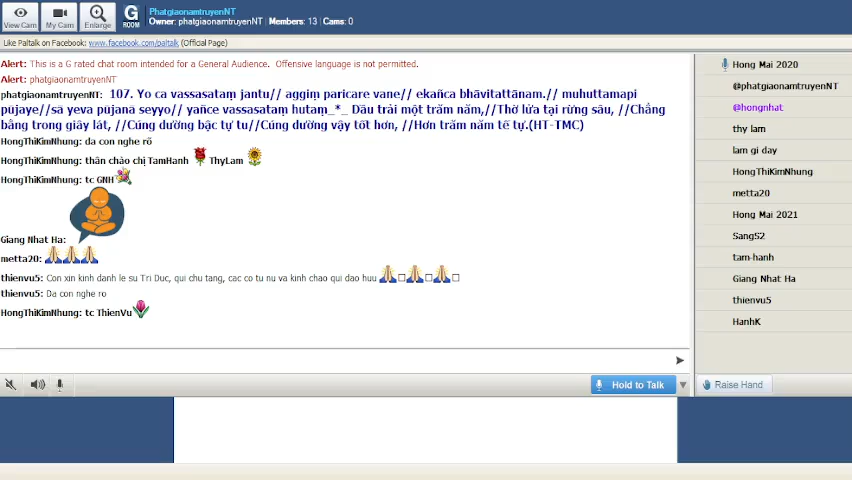 View Cam
My Cam
Enlarge
G
ROOM
PhatgiaonamtruyenNT
Owner: phatgiaonamtruyenNT | Members: 13 | Cams: 0
Like Paltalk on Facebook: www.facebook.com/paltalk (Official Page)
Alert: This is a G rated chat room intended for a General Audience.  Offensive language is not permitted.
Alert: phatgiaonamtruyenNT
phatgiaonamtruyenNT: 107. Yo ca vassasataṃ jantu// aggiṃ paricare vane// ekañca bhāvitattānaṃ.// muhuttamapi
pūjaye//sā yeva pūjanā seyyo// yañce vassasataṃ hutaṃ_*_ Dầu trải một trăm năm,//Thờ lửa tại rừng sâu, //Chẳng
bằng trong giây lát, //Cúng dường bậc tự tu//Cúng dường vậy tốt hơn, //Hơn trăm năm tế tự.(HT-TMC)
HongThiKimNhung: da con nghe rõ
HongThiKimNhung: thân chào chị TamHanh ThyLam
HongThiKimNhung: tc GNH
Giang Nhat Ha:
metta20:
thienvu5: Con xin kinh danh le su Tri Duc, qui chu tang, cac co tu nu va kinh chao qui dao huu
thienvu5: Da con nghe ro
HongThiKimNhung: tc ThienVu
Hold to Talk
Hong Mai 2020
@phatgiaonamtruyenNT
@hongnhat
thy lam
lam gi day
HongThiKimNhung
metta20
Hong Mai 2021
SangS2
tam-hanh
Giang Nhat Ha
thienvu5
HanhK
Raise Hand